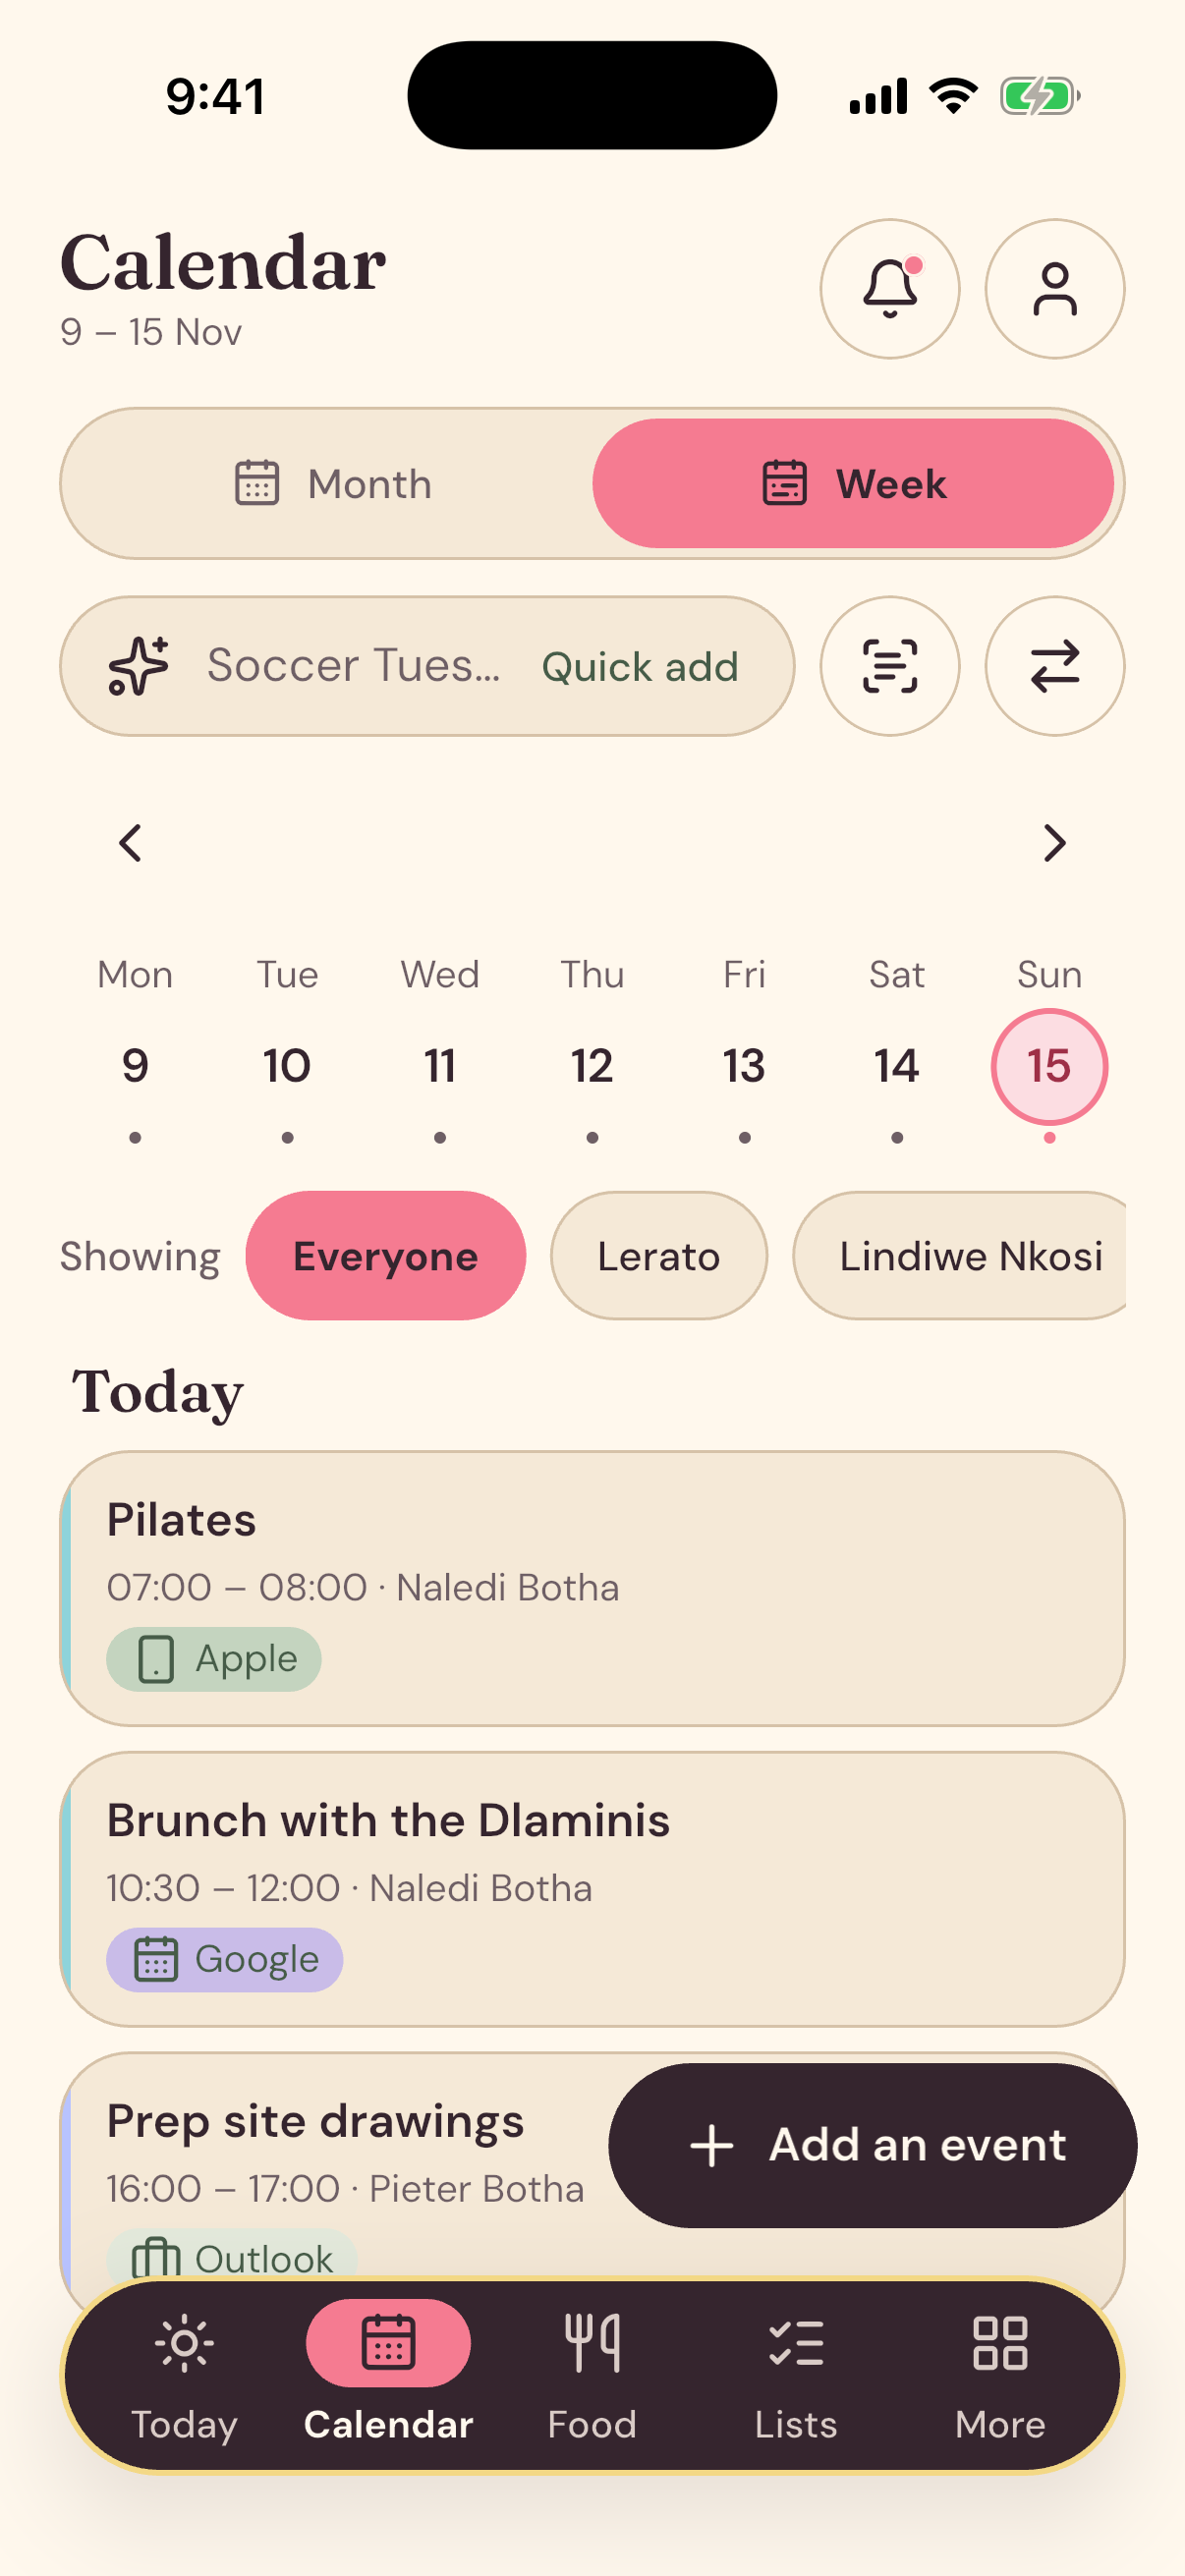 9:41
Calendar
9 – 15 Nov
Month
Week
Soccer Tues...
Quick add
Mon Tue Wed Thu Fri Sat Sun
9 10 11 12 13 14 15
Showing Everyone Lerato Lindiwe Nkosi
Today
Pilates
07:00 – 08:00 · Naledi Botha
Apple
Brunch with the Dlaminis
10:30 – 12:00 · Naledi Botha
Google
Prep site drawings
16:00 – 17:00 · Pieter Botha
Outlook
Add an event
Today Calendar Food Lists More